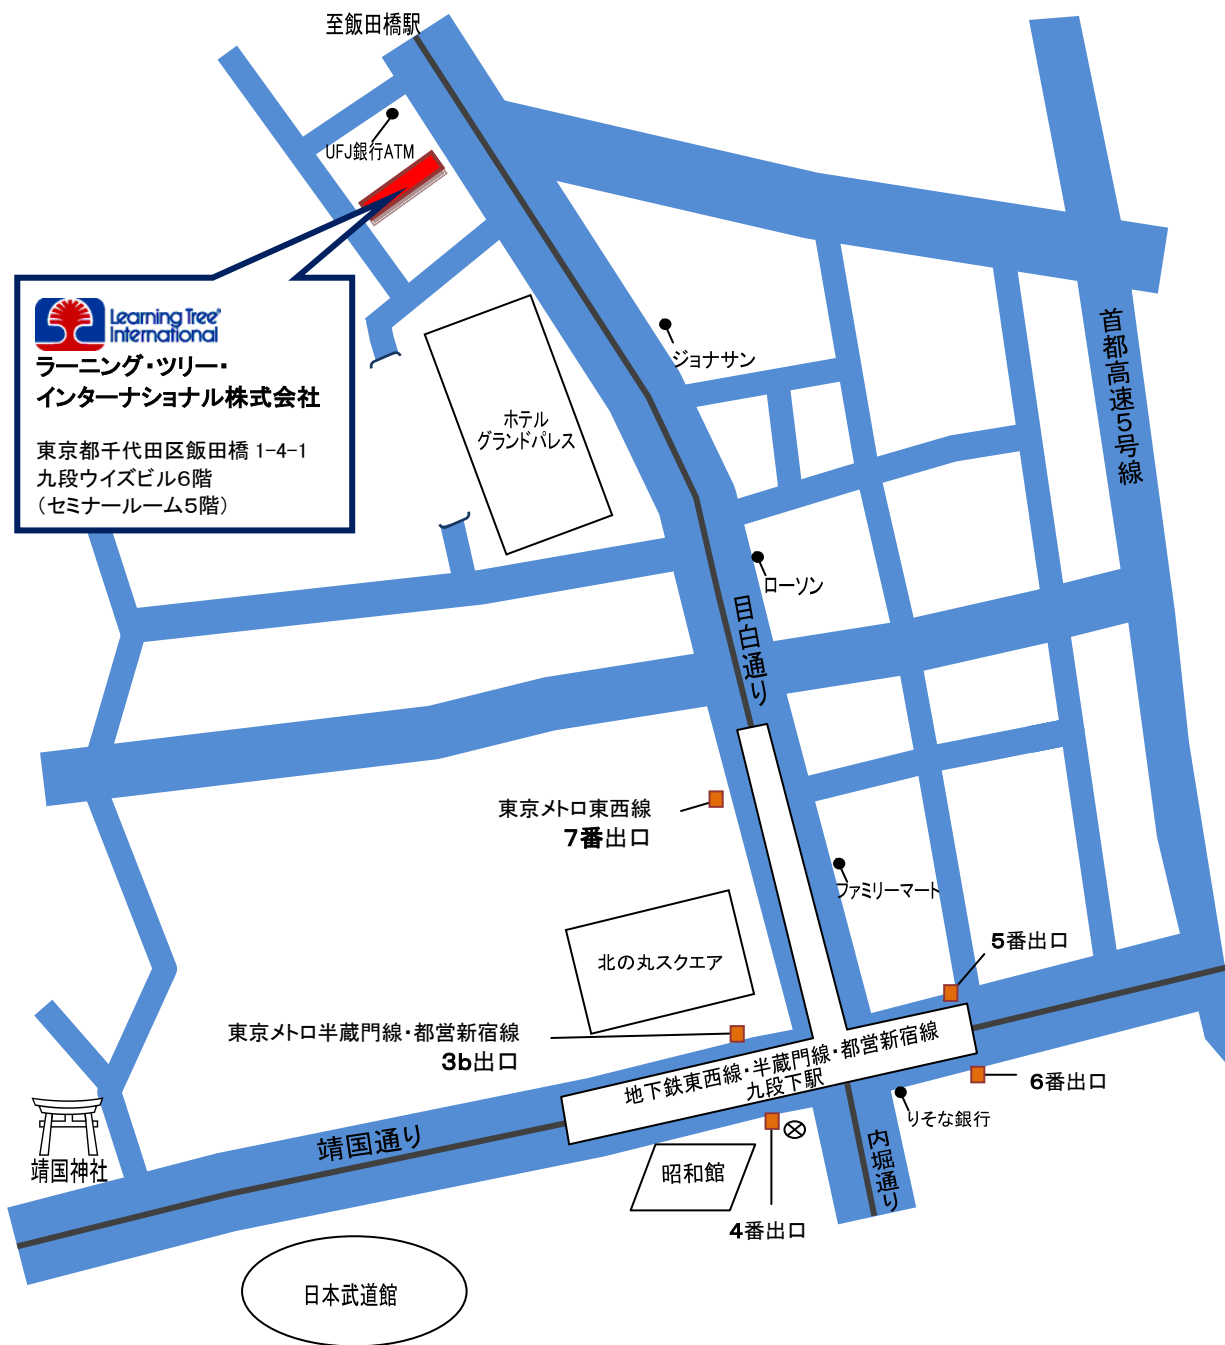 至飯田橋駅
UFJ銀行ATM
Learning Tree®
International
ラーニング・ツリー・
インターナショナル株式会社
東京都千代田区飯田橋 1-4-1
九段ウイズビル6階
(セミナールーム5階)
ジョナサン
首都高速5号線
ホテル
グランドパレス
ローソン
目白通り
東京メトロ東西線
7番出口
ファミリーマート
5番出口
北の丸スクエア
東京メトロ半蔵門線・都営新宿線
3b出口
地下鉄東西線・半蔵門線・都営新宿線
九段下駅
6番出口
りそな銀行
靖国通り
内堀通り
靖国神社
昭和館
4番出口
日本武道館